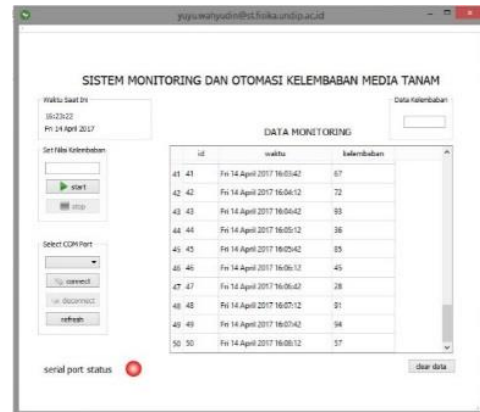 yuyu.wahyudin@st.fisika.undip.ac.id
SISTEM MONITORING DAN OTOMASI KELEMBABAN MEDIA TANAM
Waktu Saat Ini
16:23:22
Fri 14 April 2017
Data Kelembaban
DATA MONITORING
Set Nilai Kelembaban
start
stop
Select COM Port
connect
disconnect
refresh
id waktu kelembaban
41 41 Fri 14 April 2017 16:03:42 67
42 42 Fri 14 April 2017 16:04:12 72
43 43 Fri 14 April 2017 16:04:42 93
44 44 Fri 14 April 2017 16:05:12 36
45 45 Fri 14 April 2017 16:05:42 85
46 46 Fri 14 April 2017 16:06:12 45
47 47 Fri 14 April 2017 16:06:42 28
48 48 Fri 14 April 2017 16:07:12 91
49 49 Fri 14 April 2017 16:07:42 94
50 50 Fri 14 April 2017 16:08:12 57
serial port status
clear data